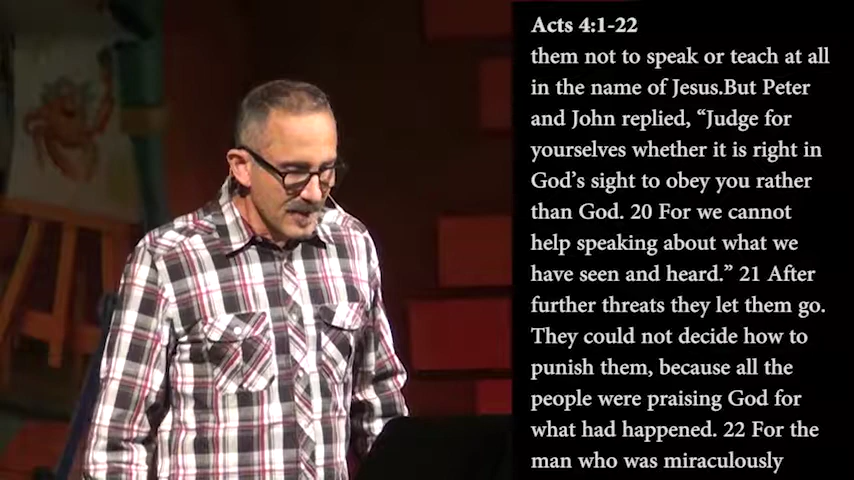 Acts 4:1-22
them not to speak or teach at all
in the name of Jesus.But Peter
and John replied, “Judge for
yourselves whether it is right in
God’s sight to obey you rather
than God. 20 For we cannot
help speaking about what we
have seen and heard.” 21 After
further threats they let them go.
They could not decide how to
punish them, because all the
people were praising God for
what had happened. 22 For the
man who was miraculously